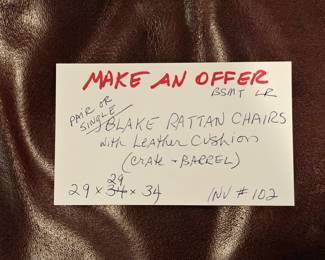 MAKE AN OFFER
BSMT LR
PAIR OR
SINGLE
BLAKE RATTAN CHAIRS
with Leather Cushion
(Crate + BARREL)
29
29 x 34 x 34
INV # 102